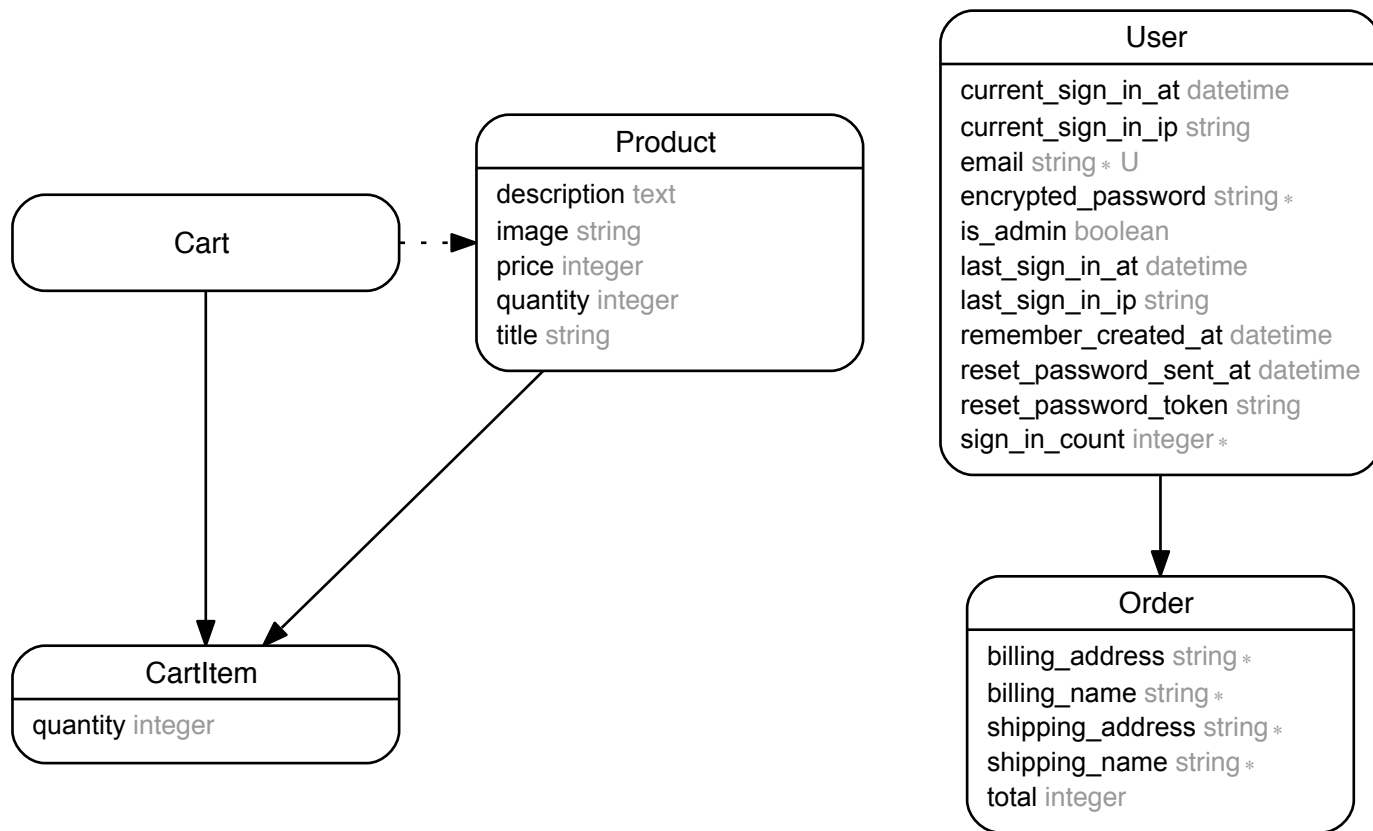 Cart
Product
description text
image string
price integer
quantity integer
title string
CartItem
quantity integer
User
current_sign_in_at datetime
current_sign_in_ip string
email string * U
encrypted_password string *
is_admin boolean
last_sign_in_at datetime
last_sign_in_ip string
remember_created_at datetime
reset_password_sent_at datetime
reset_password_token string
sign_in_count integer *
Order
billing_address string *
billing_name string *
shipping_address string *
shipping_name string *
total integer